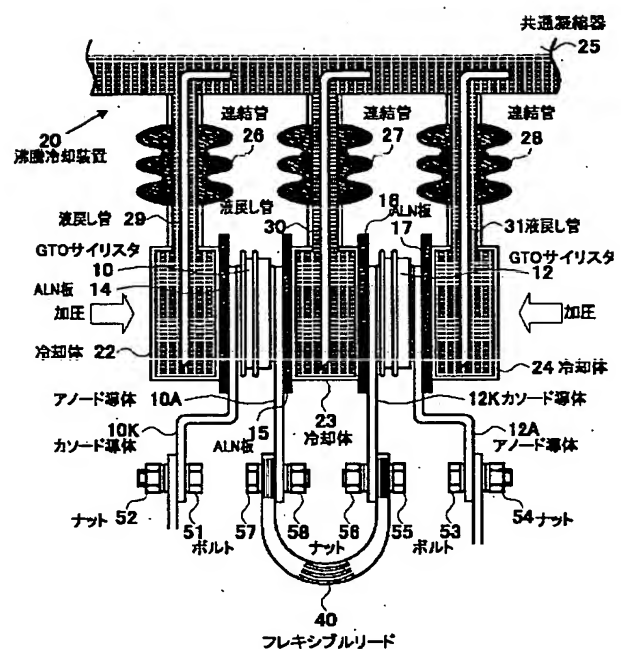 共通凝縮器
25
連結管 連結管 連結管
20 26 27 28
沸騰冷却装置
液戻し管 29
液戻し管 30
16 ALN板
31液戻し管
GTOサイリスタ 10
17
GTOサイリスタ 12
ALN板 14
加圧
加圧
冷却体 22
24 冷却体
アノード導体 10A
23 冷却体
12Kカソード導体
10K カソード導体
15 ALN板
12A アノード導体
52 51 57 58 56 55 53 54
ナット ボルト ナット ボルト ナット
40
フレキシブルリード